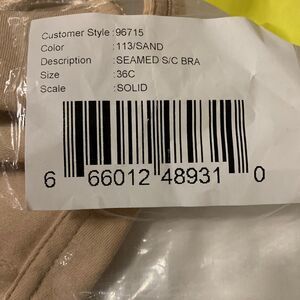 Customer Style :96715
Color :113/SAND
Description :SEAMED S/C BRA
Size :36C
Scale :SOLID
6 66012 48931 0